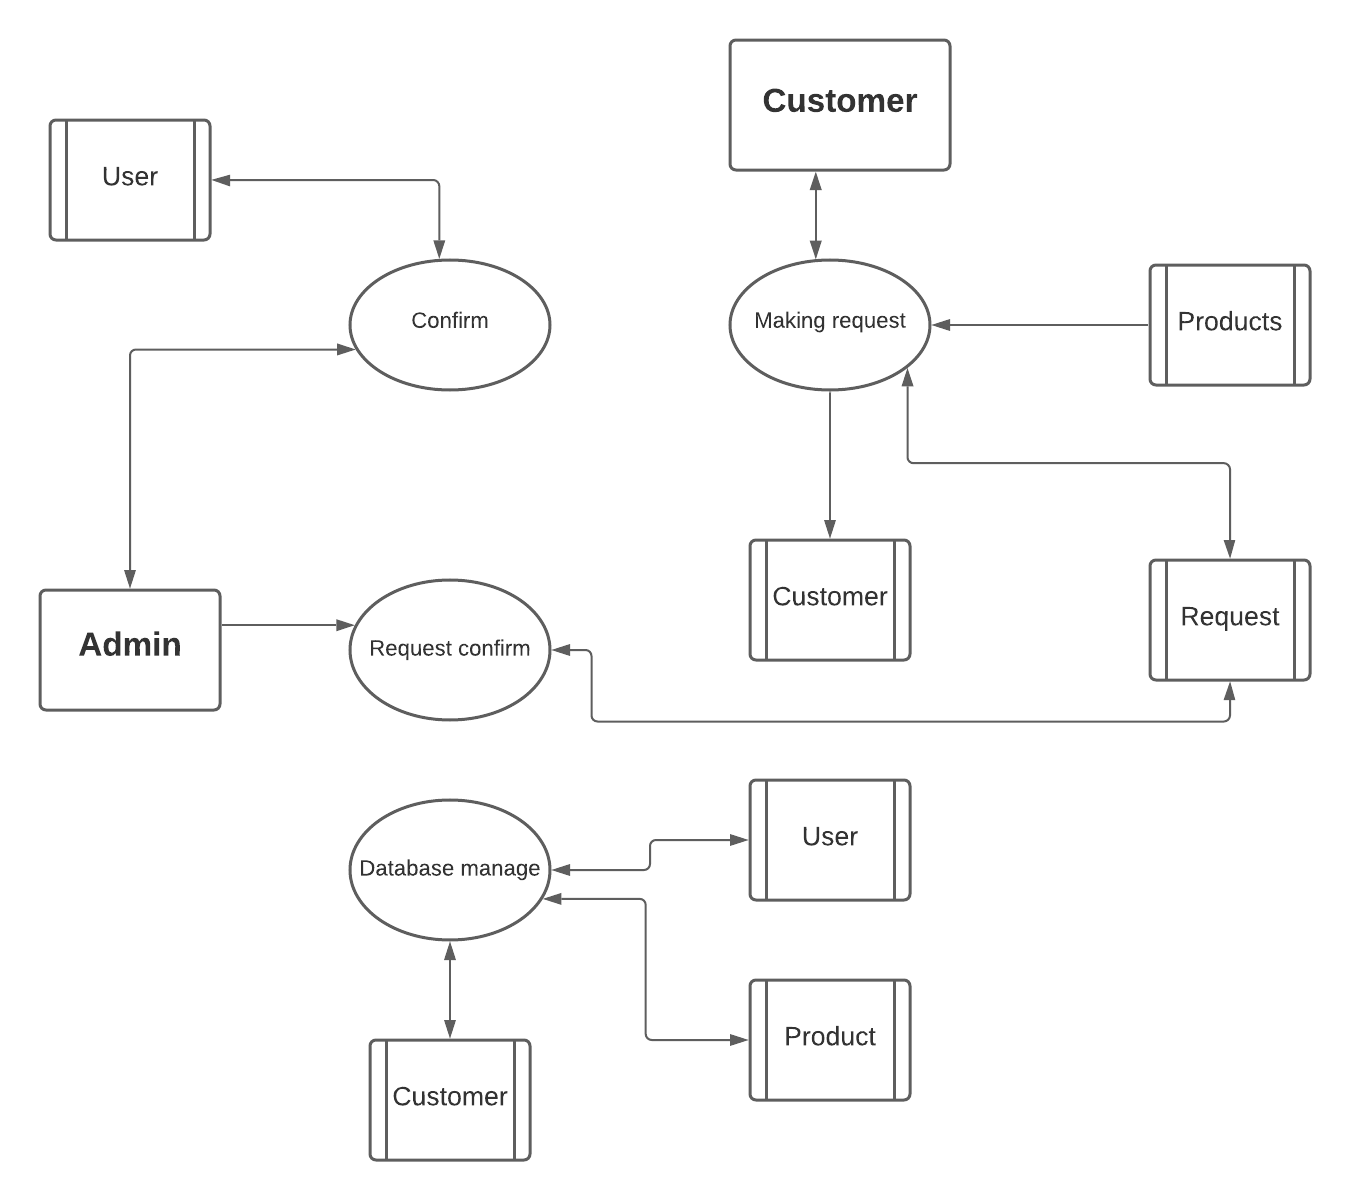 Customer
User
Confirm
Making request
Products
Customer
Request
Admin
Request confirm
User
Database manage
Product
Customer